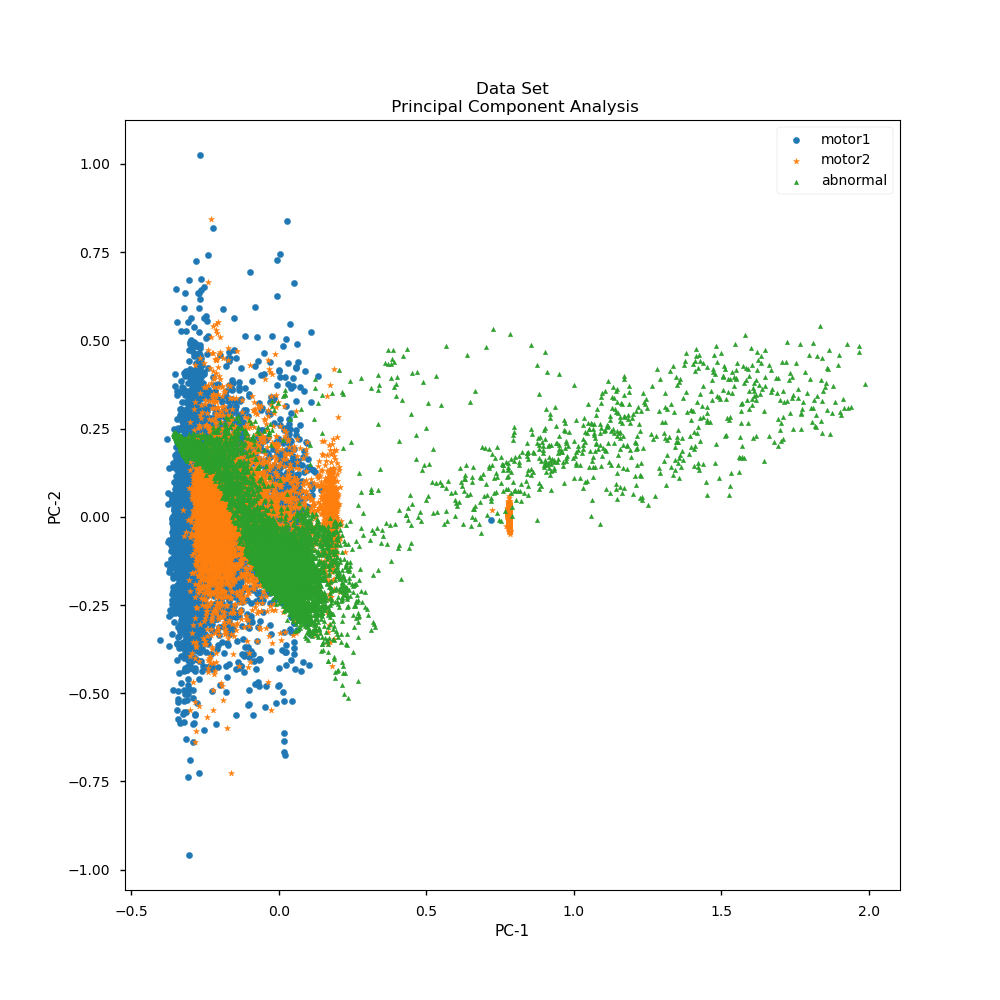 Data Set
Principal Component Analysis
motor1
motor2
abnormal
1.00
0.75
0.50
0.25
0.00
−0.25
−0.50
−0.75
−1.00
PC-2
−0.5
0.0
0.5
1.0
1.5
2.0
PC-1